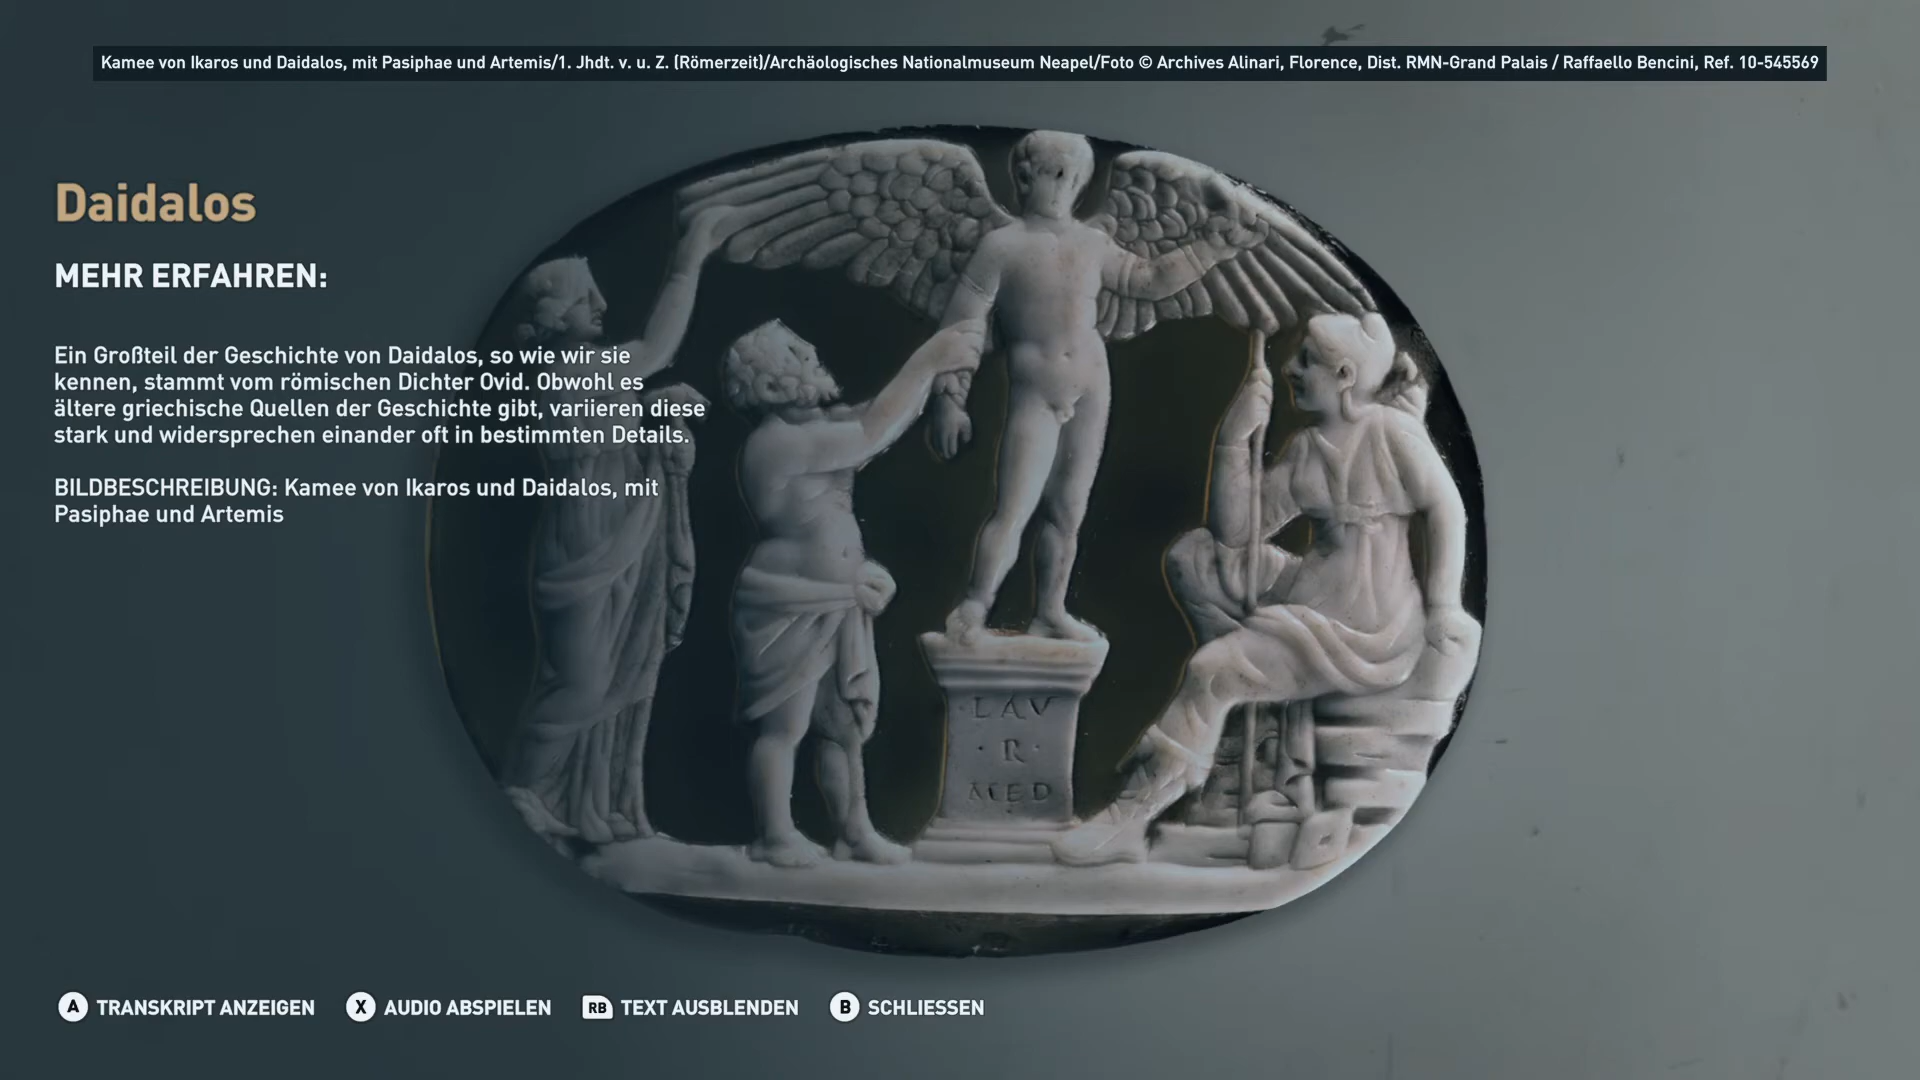 Kamee von Ikaros und Daidalos, mit Pasiphae und Artemis/1. Jhdt. v. u. Z. (Römerzeit)/Archäologisches Nationalmuseum Neapel/Foto © Archives Alinari, Florence, Dist. RMN-Grand Palais / Raffaello Bencini, Ref. 10-545569
Daidalos
MEHR ERFAHREN:
Ein Großteil der Geschichte von Daidalos, so wie wir sie
kennen, stammt vom römischen Dichter Ovid. Obwohl es
ältere griechische Quellen der Geschichte gibt, variieren diese
stark und widersprechen einander oft in bestimmten Details.
BILDBESCHREIBUNG: Kamee von Ikaros und Daidalos, mit
Pasiphae und Artemis
LAV
· R ·
MED
A TRANSKRIPT ANZEIGEN X AUDIO ABSPIELEN RB TEXT AUSBLENDEN B SCHLIESSEN